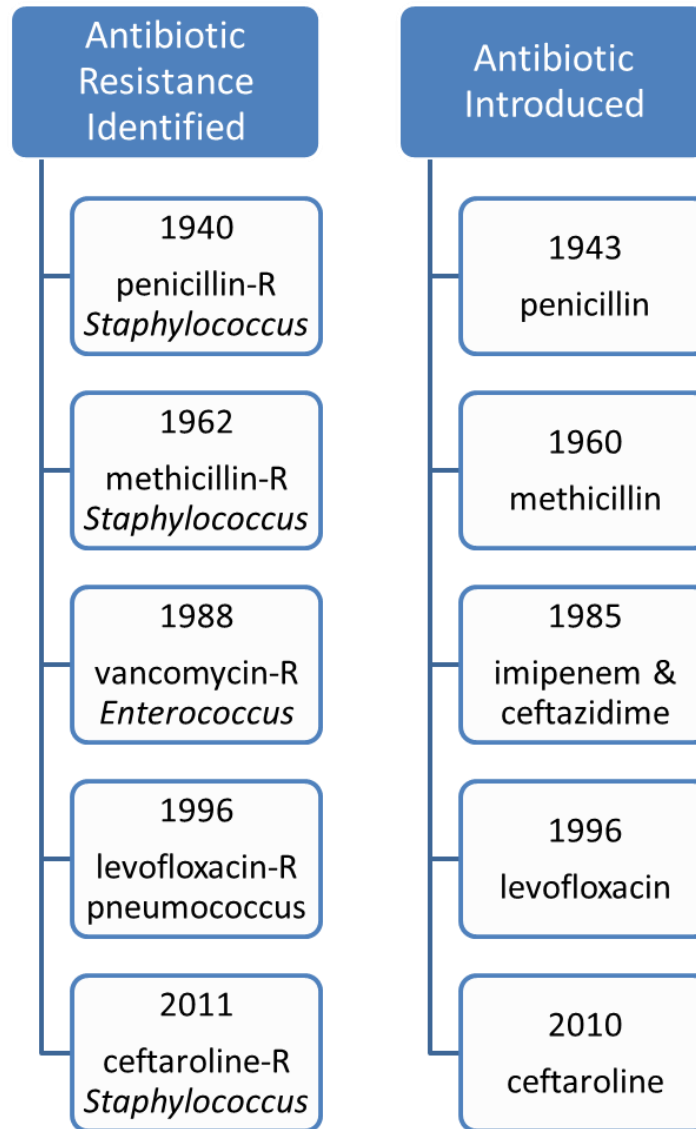 Antibiotic
Resistance
Identified
1940
penicillin-R
Staphylococcus
1962
methicillin-R
Staphylococcus
1988
vancomycin-R
Enterococcus
1996
levofloxacin-R
pneumococcus
2011
ceftaroline-R
Staphylococcus
Antibiotic
Introduced
1943
penicillin
1960
methicillin
1985
imipenem &
ceftazidime
1996
levofloxacin
2010
ceftaroline